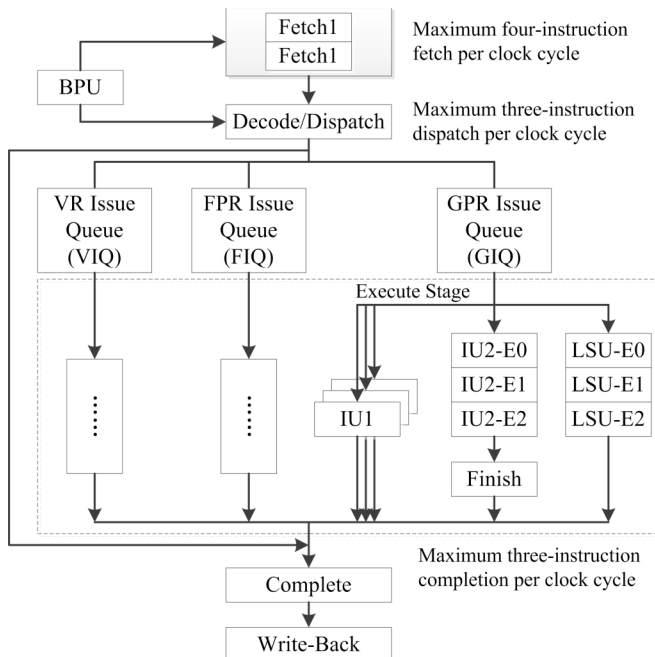 Fetch1
Fetch1
Maximum four-instruction
fetch per clock cycle
BPU
Decode/Dispatch
Maximum three-instruction
dispatch per clock cycle
VR Issue
Queue
(VIQ)
FPR Issue
Queue
(FIQ)
GPR Issue
Queue
(GIQ)
Execute Stage
IU1
IU2-E0
IU2-E1
IU2-E2
LSU-E0
LSU-E1
LSU-E2
Finish
Maximum three-instruction
completion per clock cycle
Complete
Write-Back